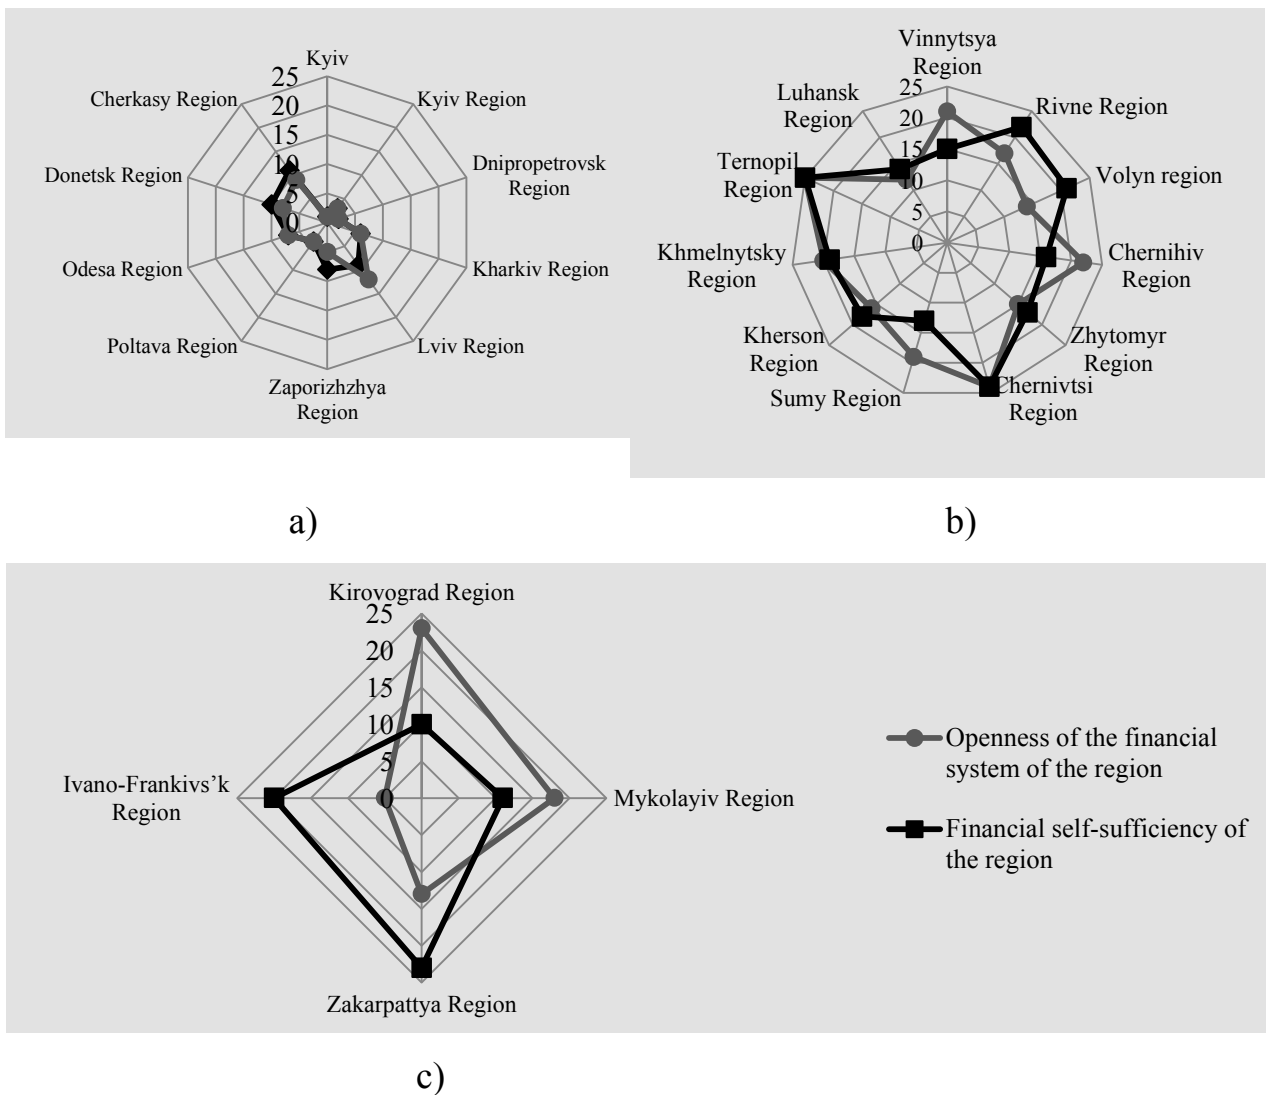 Kyiv
25
20
15
10
5
0
Kyiv Region
Dnipropetrovsk
Region
Kharkiv Region
Lviv Region
Zaporizhzhya
Region
Poltava Region
Odesa Region
Donetsk Region
Cherkasy Region
a)
Vinnytsya
Region
25
20
15
10
5
0
Rivne Region
Volyn region
Chernihiv
Region
Zhytomyr
Region
Chernivtsi
Region
Sumy Region
Kherson
Region
Khmelnytsky
Region
Ternopil
Region
Luhansk
Region
b)
Kirovograd Region
25
20
15
10
5
0
Mykolayiv Region
Zakarpattya Region
Ivano-Frankivs’k
Region
Openness of the financial
system of the region
Financial self-sufficiency of
the region
c)